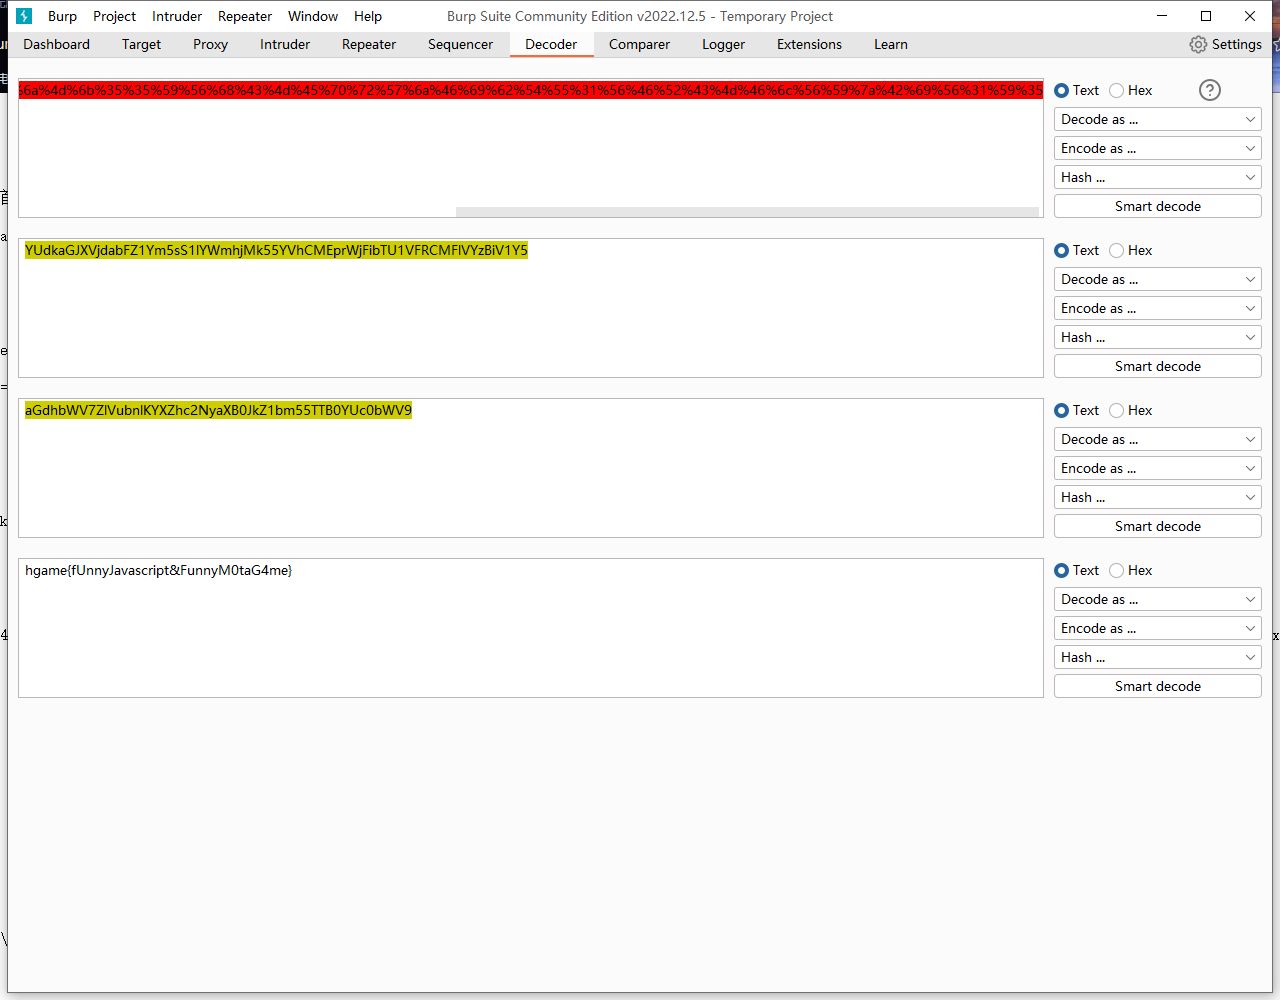 Burp Project Intruder Repeater Window Help Burp Suite Community Edition v2022.12.5 - Temporary Project
Dashboard Target Proxy Intruder Repeater Sequencer Decoder Comparer Logger Extensions Learn Settings
%6a%4d%6b%35%35%59%56%68%43%4d%45%70%72%57%6a%46%69%62%54%55%31%56%46%52%43%4d%46%6c%56%59%7a%42%69%56%31%59%35
Text Hex ?
Decode as ...
Encode as ...
Hash ...
Smart decode
YUdkaGJXVjdabFZ1Ym5sS1lYWmhjMk55YVhCMEprWjFibTU1VFRCMFlVYzBiV1Y5
Text Hex
Decode as ...
Encode as ...
Hash ...
Smart decode
aGdhbWV7ZlVubnlKYXZhc2NyaXB0JkZ1bm55TTB0YUc0bWV9
Text Hex
Decode as ...
Encode as ...
Hash ...
Smart decode
hgame{fUnnyJavascript&FunnyM0taG4me}
Text Hex
Decode as ...
Encode as ...
Hash ...
Smart decode